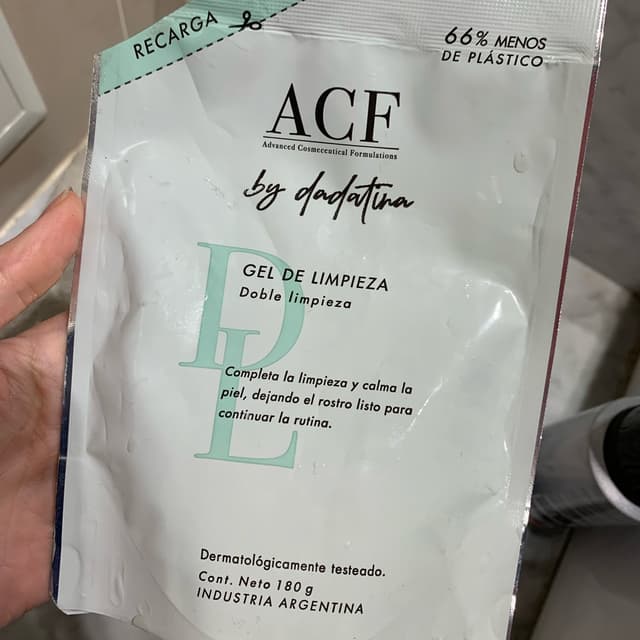 RECARGA
66% MENOS
DE PLÁSTICO
ACF
Advanced Cosmeceutical Formulations
by dadatina
DL
GEL DE LIMPIEZA
Doble limpieza
Completa la limpieza y calma la
piel, dejando el rostro listo para
continuar la rutina.
Dermatológicamente testeado.
Cont. Neto 180 g
INDUSTRIA ARGENTINA